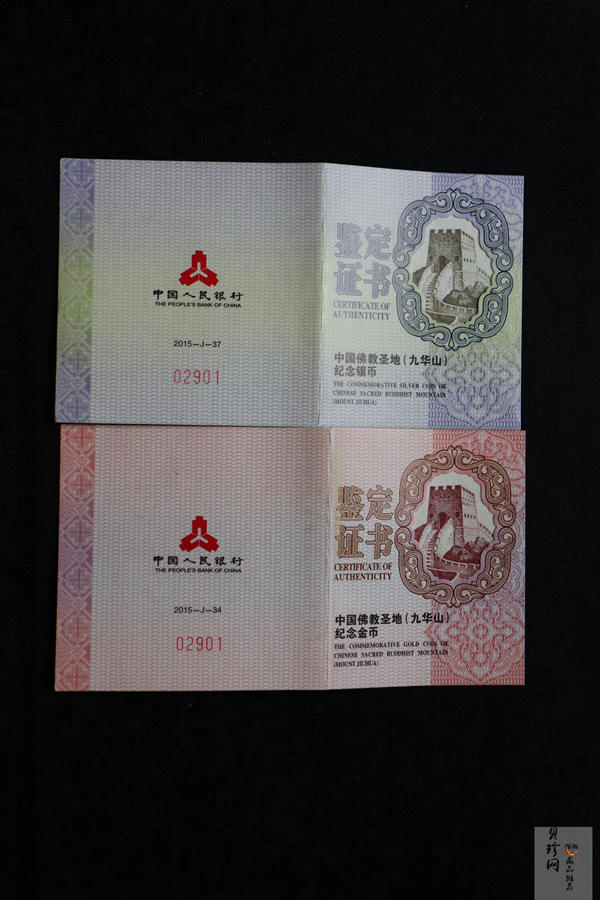 中国人民银行
THE PEOPLE'S BANK OF CHINA
2015-J-37
02901
鉴定
证书
CERTIFICATE OF
AUTHENTICITY
中国佛教圣地(九华山)
纪念银币
THE COMMEMORATIVE SILVER COIN OF
CHINESE SACRED BUDDHIST MOUNTAIN
(MOUNT JIUHUA)
中国人民银行
THE PEOPLE'S BANK OF CHINA
2015-J-34
02901
鉴定
证书
CERTIFICATE OF
AUTHENTICITY
中国佛教圣地(九华山)
纪念金币
THE COMMEMORATIVE GOLD COIN OF
CHINESE SACRED BUDDHIST MOUNTAIN
(MOUNT JIUHUA)
贝珍网